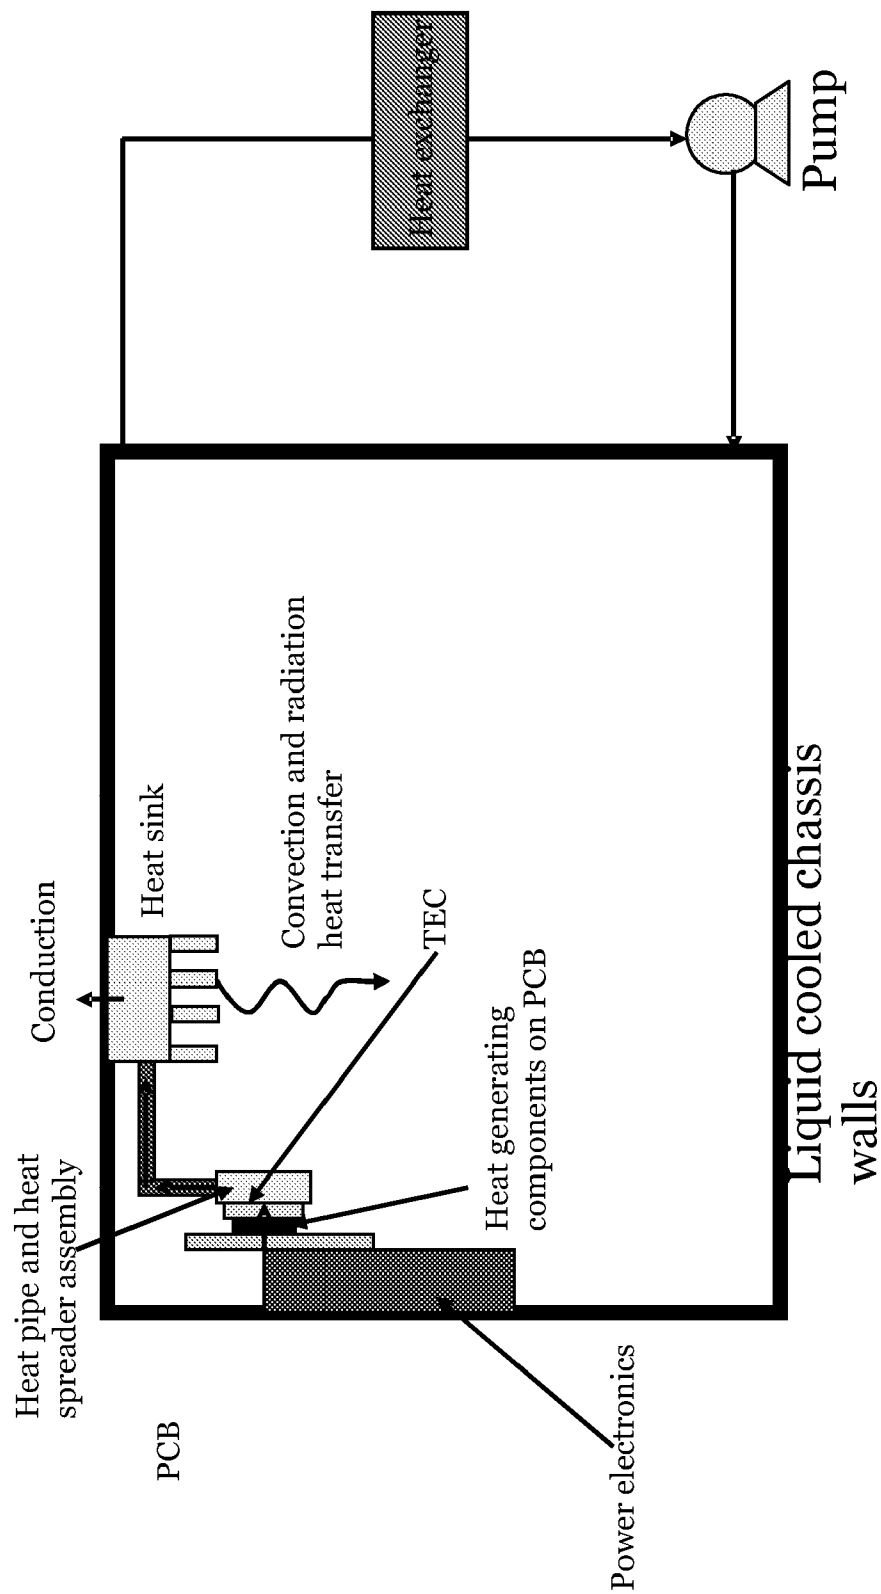 Heat pipe and heat
spreader assembly
Conduction
PCB
Heat sink
Convection and radiation
heat transfer
TEC
Heat generating
components on PCB
Power electronics
Liquid cooled chassis
walls
Heat exchanger
Pump